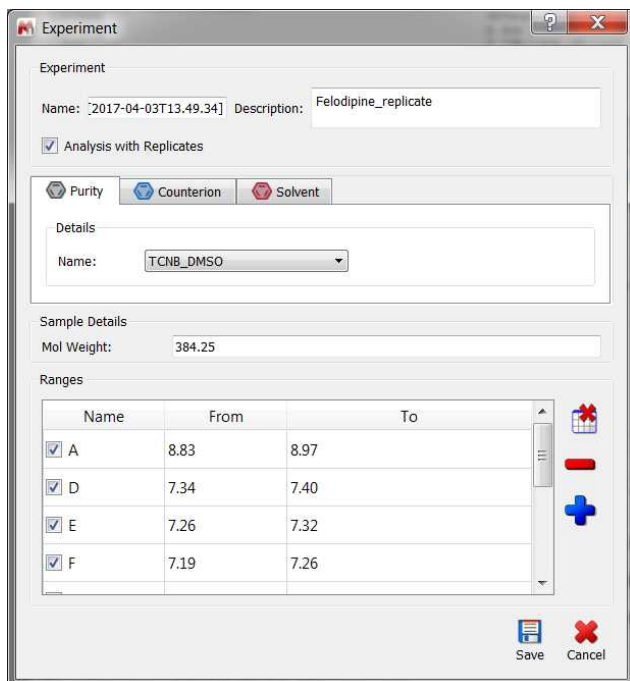 Experiment
Experiment
Name: [2017-04-03T13.49.34] Description: Felodipine_replicate
Analysis with Replicates
Purity Counterion Solvent
Details
Name: TCNB_DMSO
Sample Details
Mol Weight: 384.25
Ranges
Name From To
A 8.83 8.97
D 7.34 7.40
E 7.26 7.32
F 7.19 7.26
Save Cancel